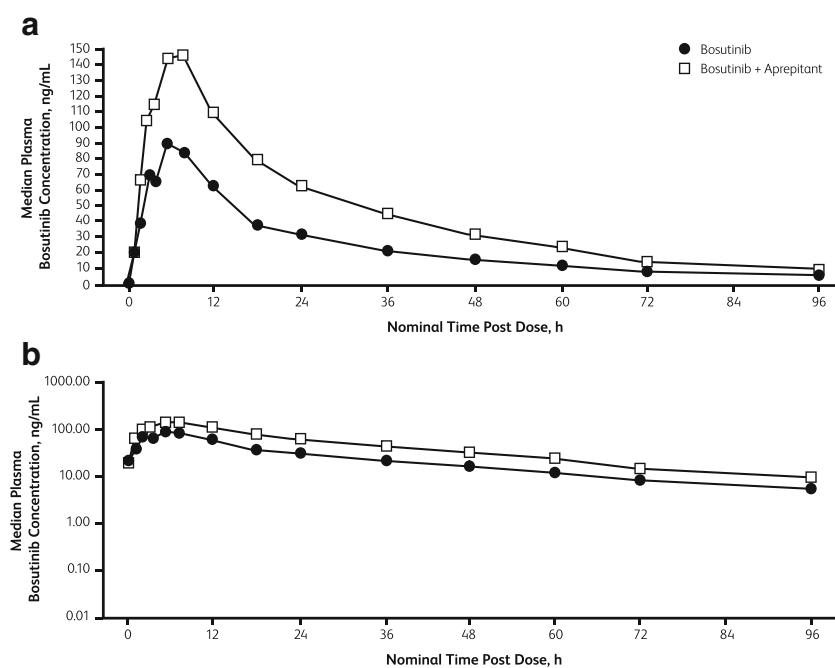 a
Median Plasma
Bosutinib Concentration, ng/mL
150
140
130
120
110
100
90
80
70
60
50
40
30
20
10
0
0 12 24 36 48 60 72 84 96
Nominal Time Post Dose, h
Bosutinib
Bosutinib + Aprepitant
b
Median Plasma
Bosutinib Concentration, ng/mL
1000.00
100.00
10.00
1.00
0.10
0.01
0 12 24 36 48 60 72 84 96
Nominal Time Post Dose, h